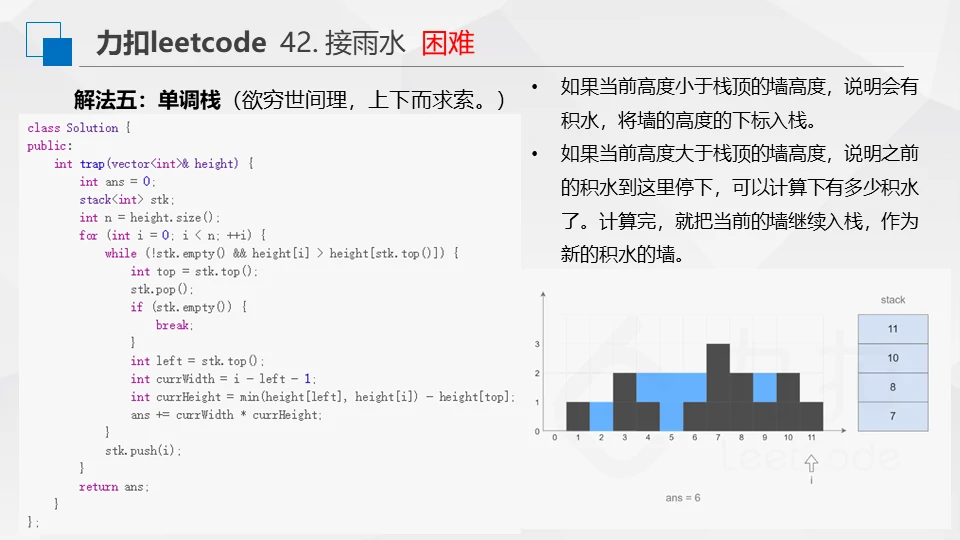 力扣leetcode 42. 接雨水 困难
解法五：单调栈（欲穷世间理，上下而求索。）
class Solution {
public:
    int trap(vector<int>& height) {
        int ans = 0;
        stack<int> stk;
        int n = height.size();
        for (int i = 0; i < n; ++i) {
            while (!stk.empty() && height[i] > height[stk.top()]) {
                int top = stk.top();
                stk.pop();
                if (stk.empty()) {
                    break;
                }
                int left = stk.top();
                int currWidth = i - left - 1;
                int currHeight = min(height[left], height[i]) - height[top];
                ans += currWidth * currHeight;
            }
            stk.push(i);
        }
        return ans;
    }
};
• 如果当前高度小于栈顶的墙高度，说明会有
积水，将墙的高度的下标入栈。
• 如果当前高度大于栈顶的墙高度，说明之前
的积水到这里停下，可以计算下有多少积水
了。计算完，就把当前的墙继续入栈，作为
新的积水的墙。
3
2
1
0
0 1 2 3 4 5 6 7 8 9 10 11
i
ans = 6
stack
11
10
8
7
力扣
LeetCode